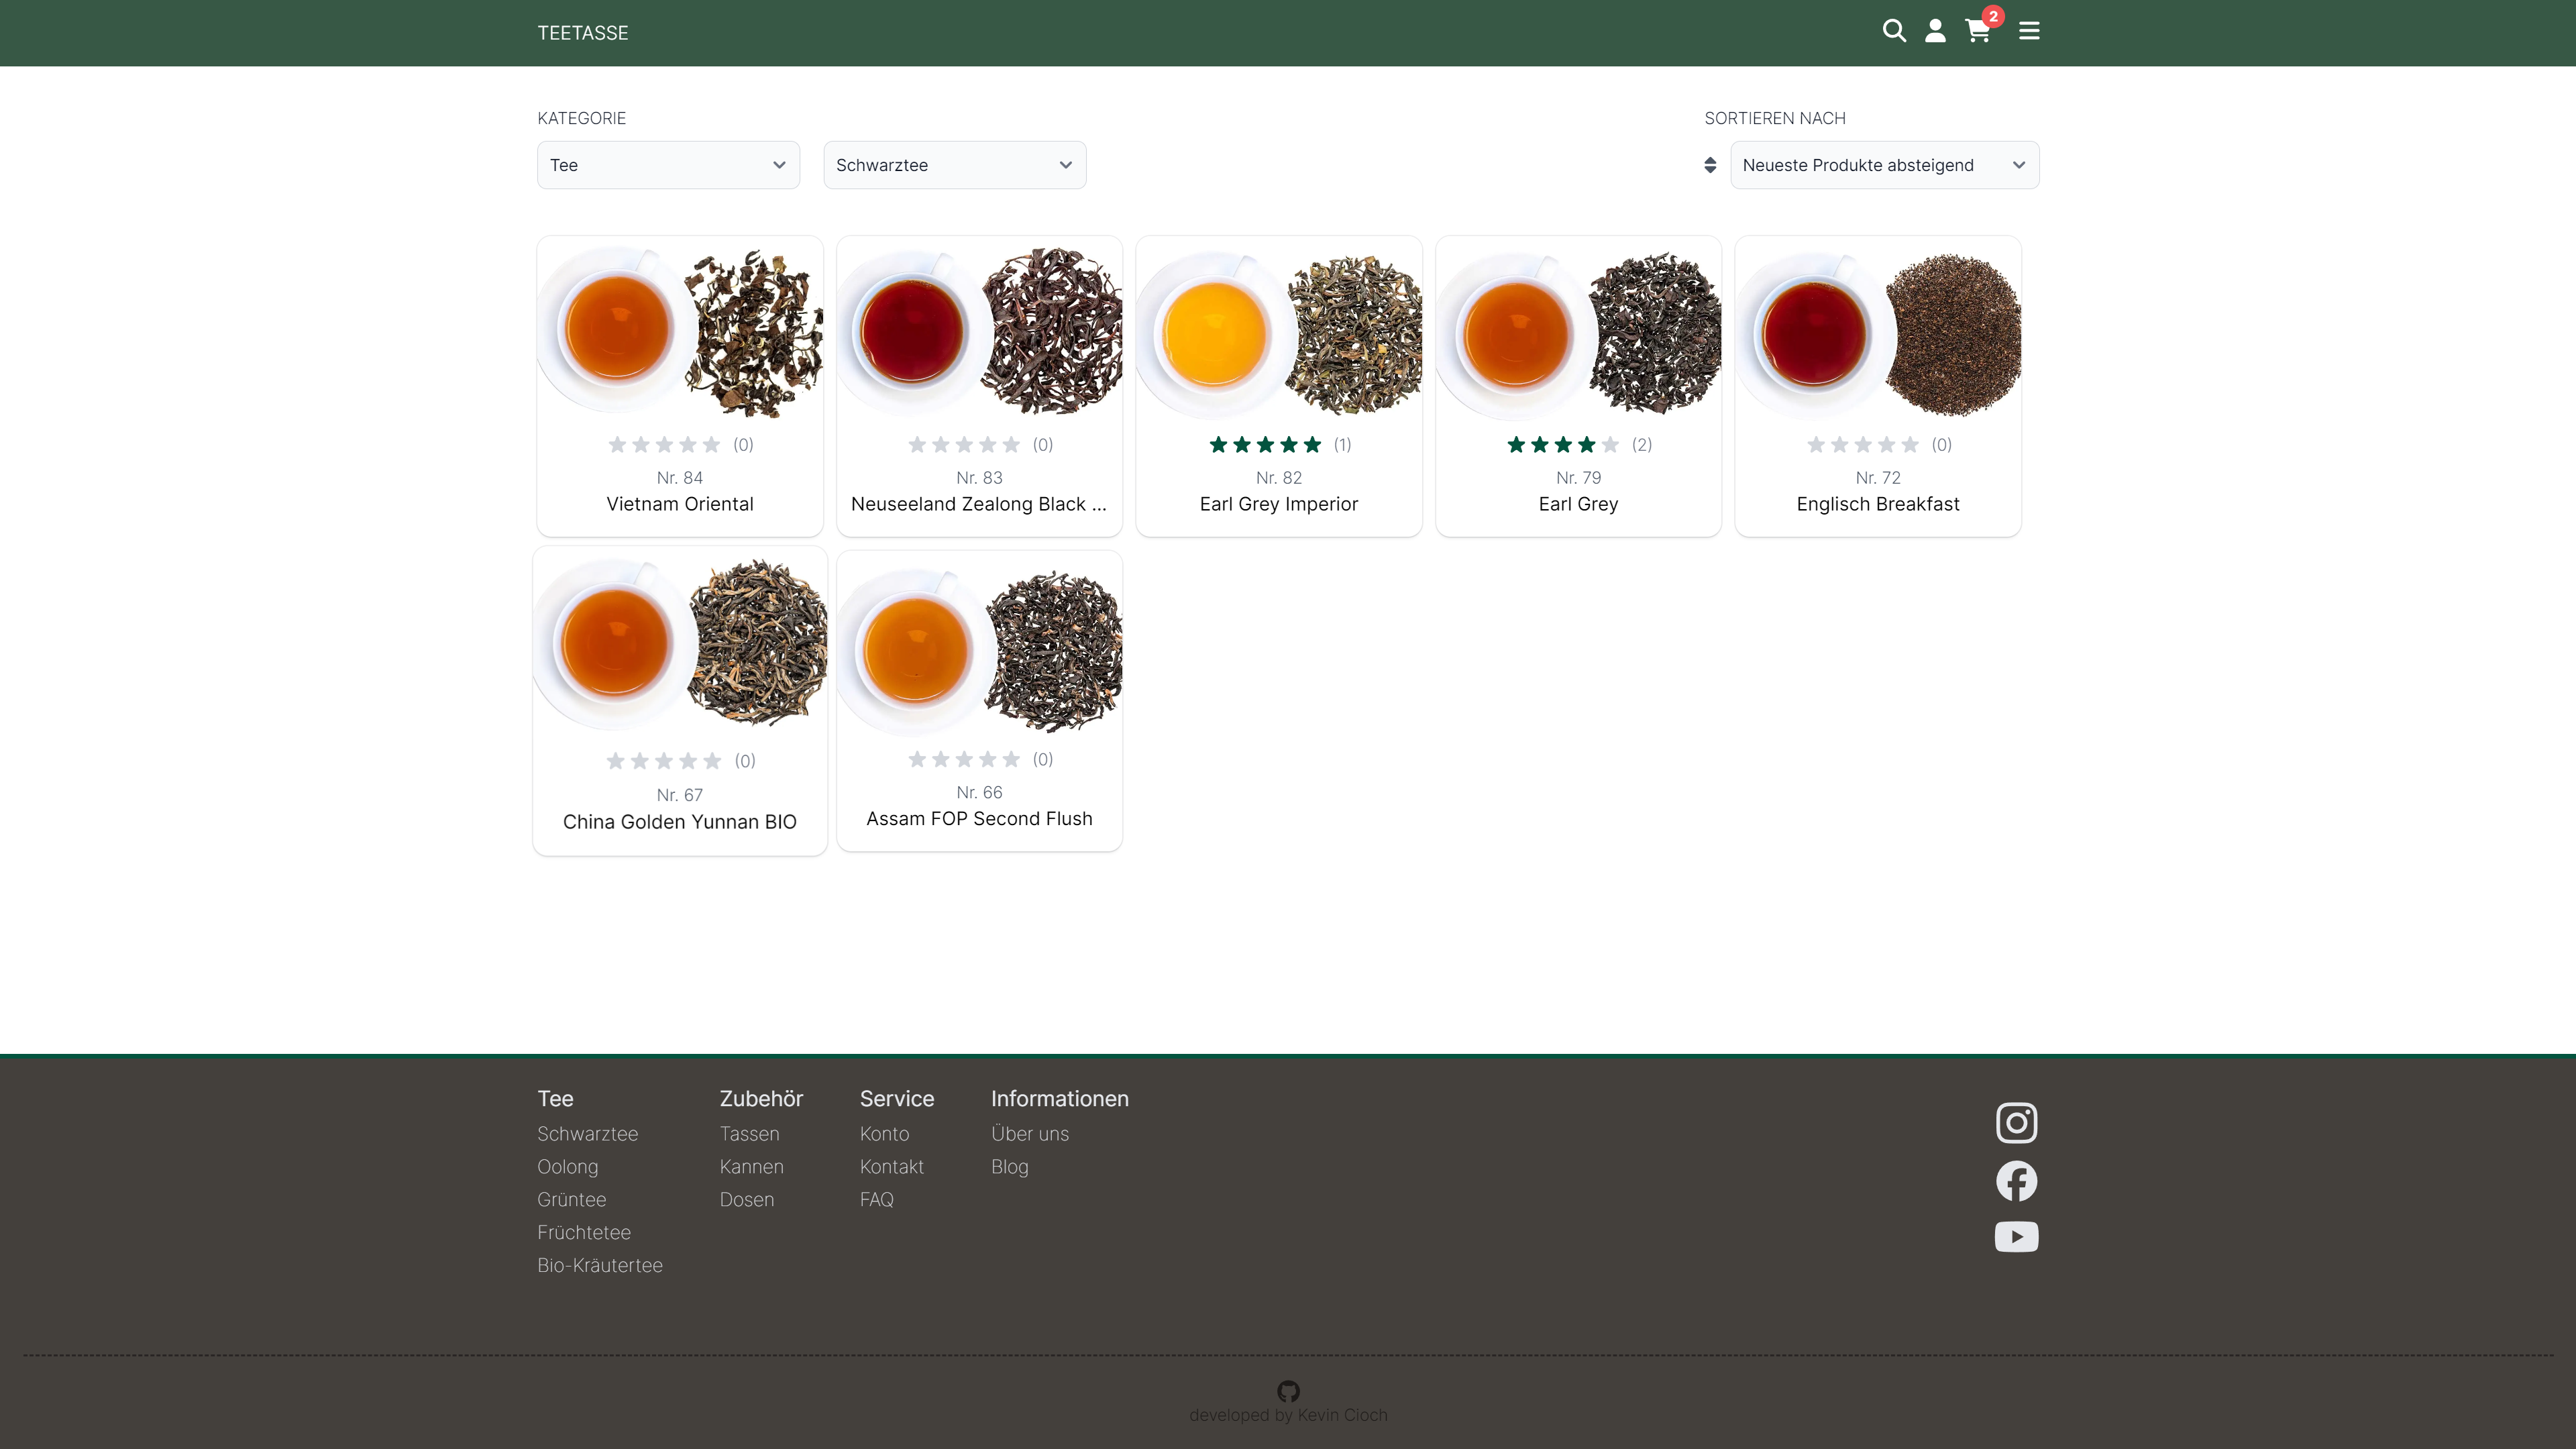 TEETASSE
2
KATEGORIE
SORTIEREN NACH
Tee
Schwarztee
Neueste Produkte absteigend
(0)
Nr. 84
Vietnam Oriental
(0)
Nr. 83
Neuseeland Zealong Black ...
(1)
Nr. 82
Earl Grey Imperior
(2)
Nr. 79
Earl Grey
(0)
Nr. 72
Englisch Breakfast
(0)
Nr. 67
China Golden Yunnan BIO
(0)
Nr. 66
Assam FOP Second Flush
Tee
Schwarztee
Oolong
Grüntee
Früchtetee
Bio-Kräutertee
Zubehör
Tassen
Kannen
Dosen
Service
Konto
Kontakt
FAQ
Informationen
Über uns
Blog
developed by Kevin Cioch